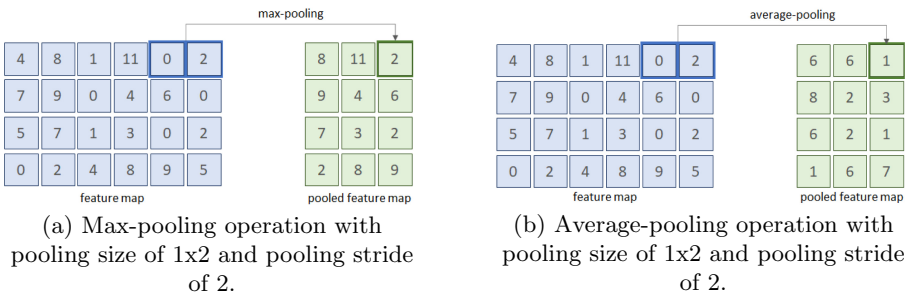 max-pooling
4 8 1 11 0 2
7 9 0 4 6 0
5 7 1 3 0 2
0 2 4 8 9 5
feature map
8 11 2
9 4 6
7 3 2
2 8 9
pooled feature map
(a) Max-pooling operation with
pooling size of 1x2 and pooling stride
of 2.
average-pooling
4 8 1 11 0 2
7 9 0 4 6 0
5 7 1 3 0 2
0 2 4 8 9 5
feature map
6 6 1
8 2 3
6 2 1
1 6 7
pooled feature map
(b) Average-pooling operation with
pooling size of 1x2 and pooling stride
of 2.